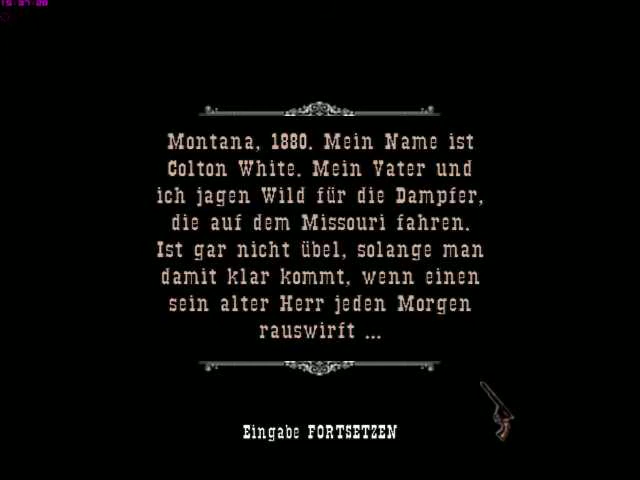 Montana, 1880. Mein Name ist
Colton White. Mein Vater und
ich jagen Wild für die Dampfer,
die auf dem Missouri fahren.
Ist gar nicht übel, solange man
damit klar kommt, wenn einen
sein alter Herr jeden Morgen
rauswirft ...
Eingabe FORTSETZEN